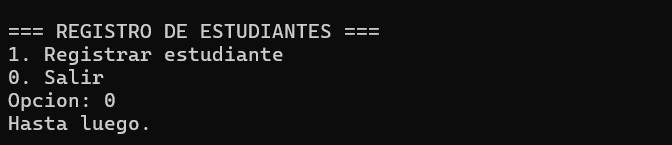 === REGISTRO DE ESTUDIANTES ===
1. Registrar estudiante
0. Salir
Opcion: 0
Hasta luego.